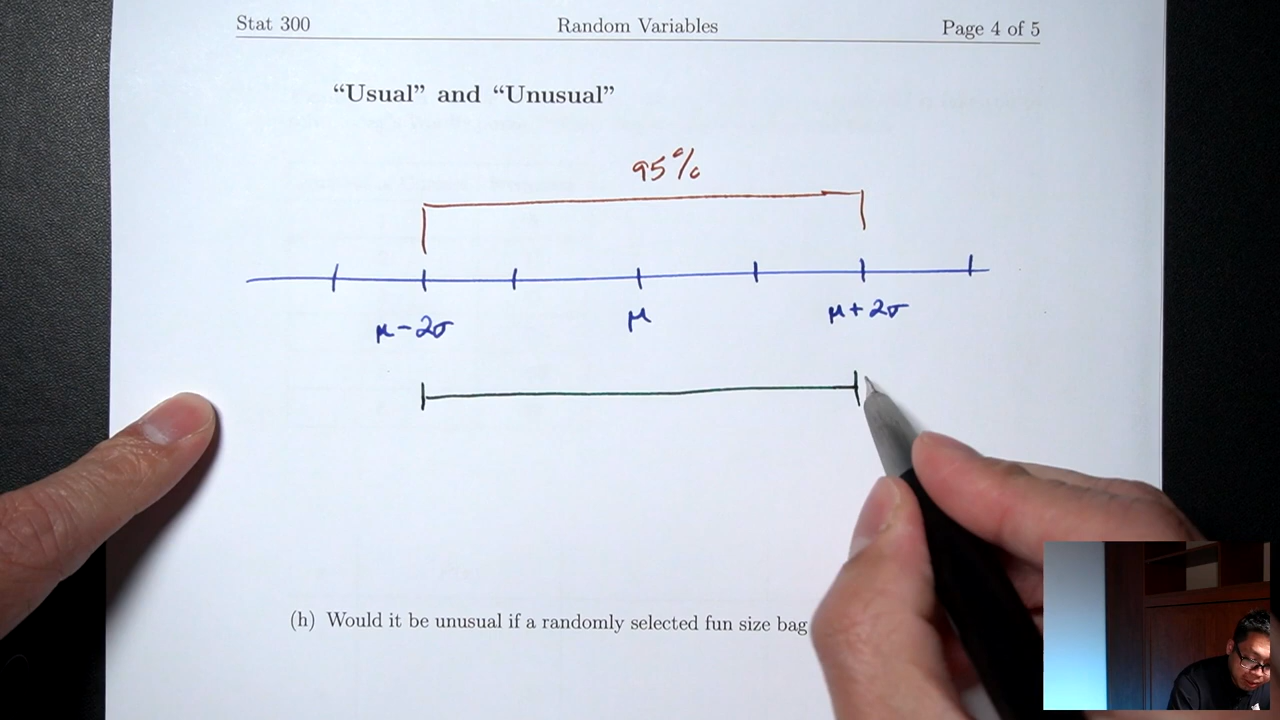 Stat 300 Random Variables Page 4 of 5
“Usual” and “Unusual”
95%
μ-2σ μ μ+2σ
(h) Would it be unusual if a randomly selected fun size bag